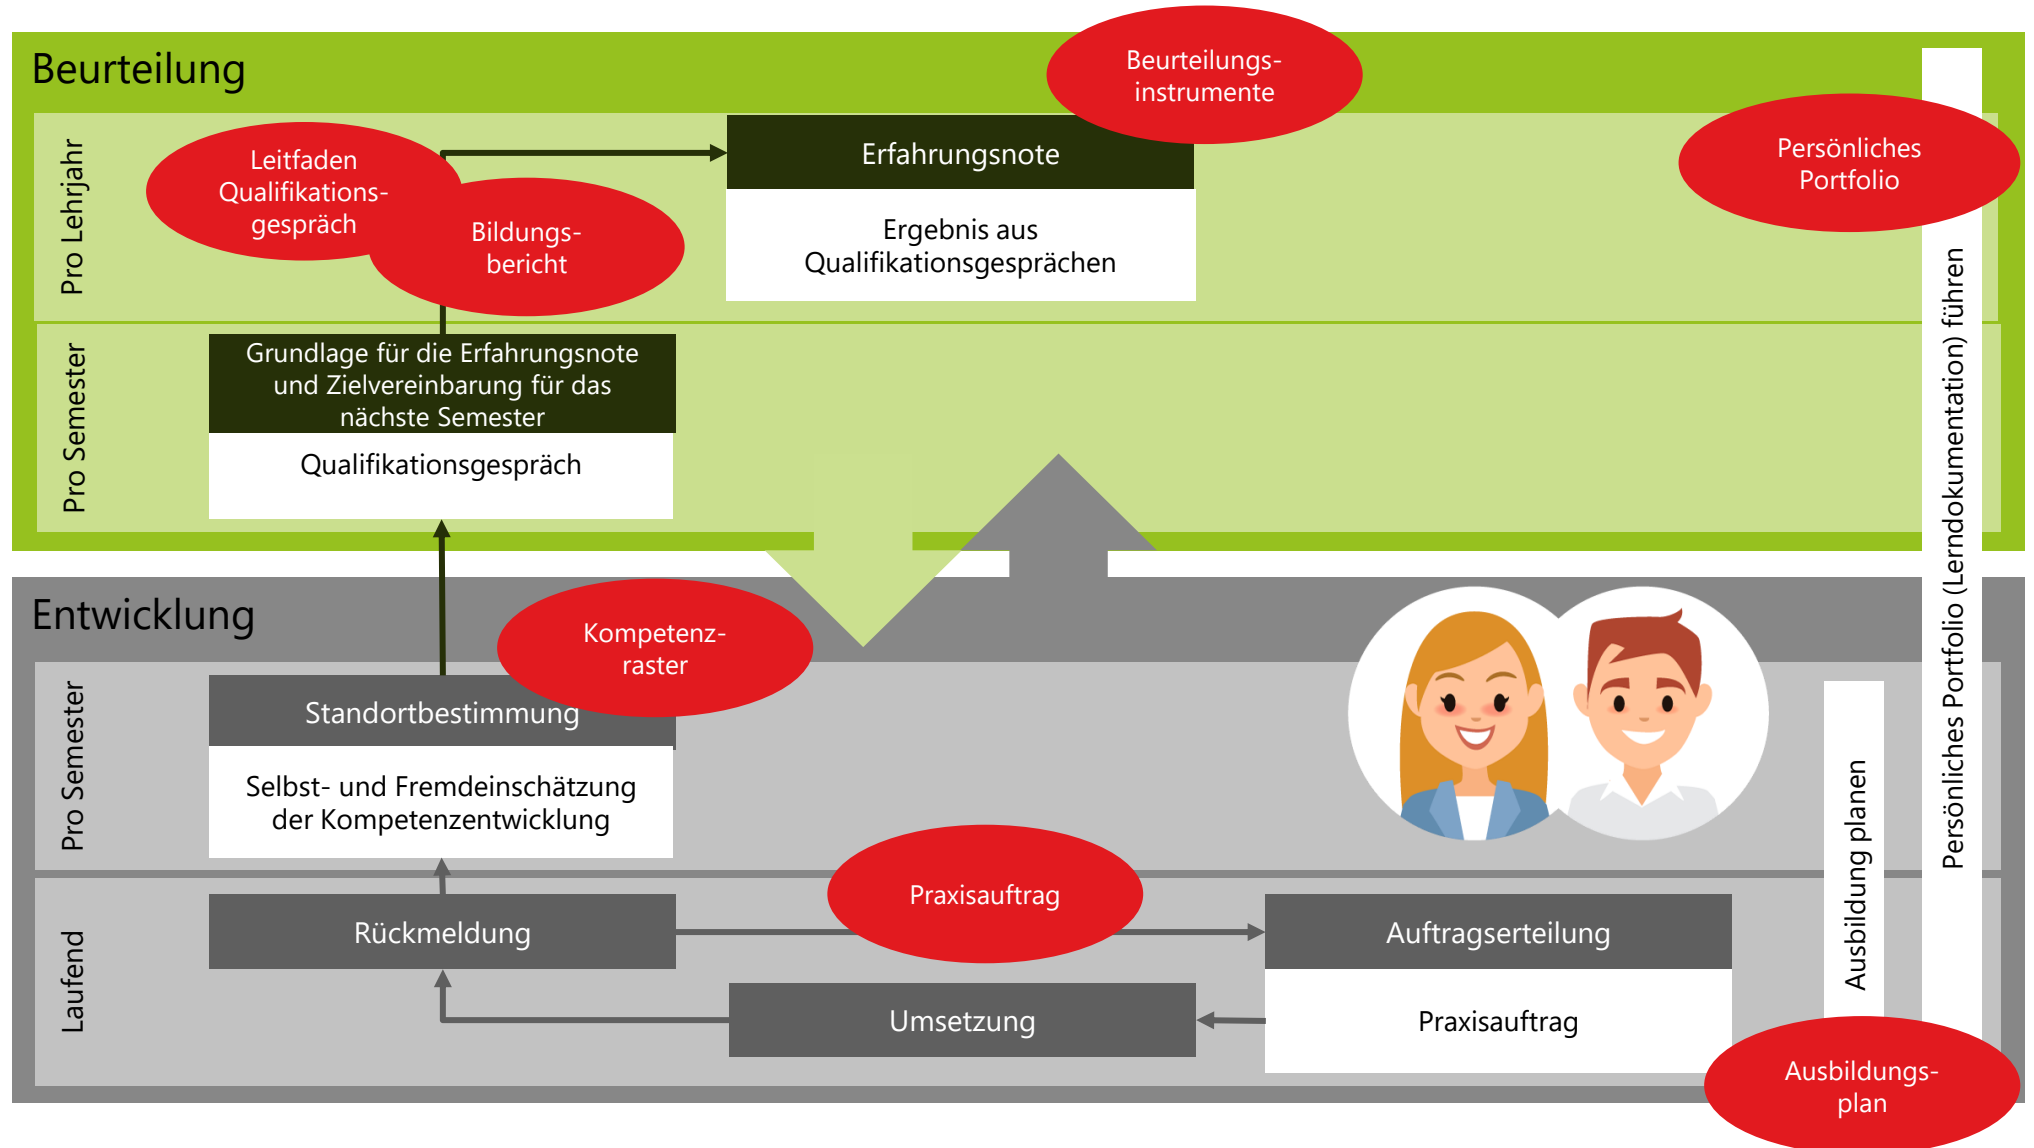 Beurteilung
Beurteilungs-
instrumente
Persönliches
Portfolio
Pro Lehrjahr
Leitfaden
Qualifikations-
gespräch
Bildungs-
bericht
Erfahrungsnote
Ergebnis aus
Qualifikationsgesprächen
Pro Semester
Grundlage für die Erfahrungsnote
und Zielvereinbarung für das
nächste Semester
Qualifikationsgespräch
Persönliches Portfolio (Lerndokumentation) führen
Entwicklung
Kompetenz-
raster
Pro Semester
Standortbestimmung
Selbst- und Fremdeinschätzung
der Kompetenzentwicklung
Ausbildung planen
Laufend
Rückmeldung
Praxisauftrag
Auftragserteilung
Praxisauftrag
Umsetzung
Ausbildungs-
plan